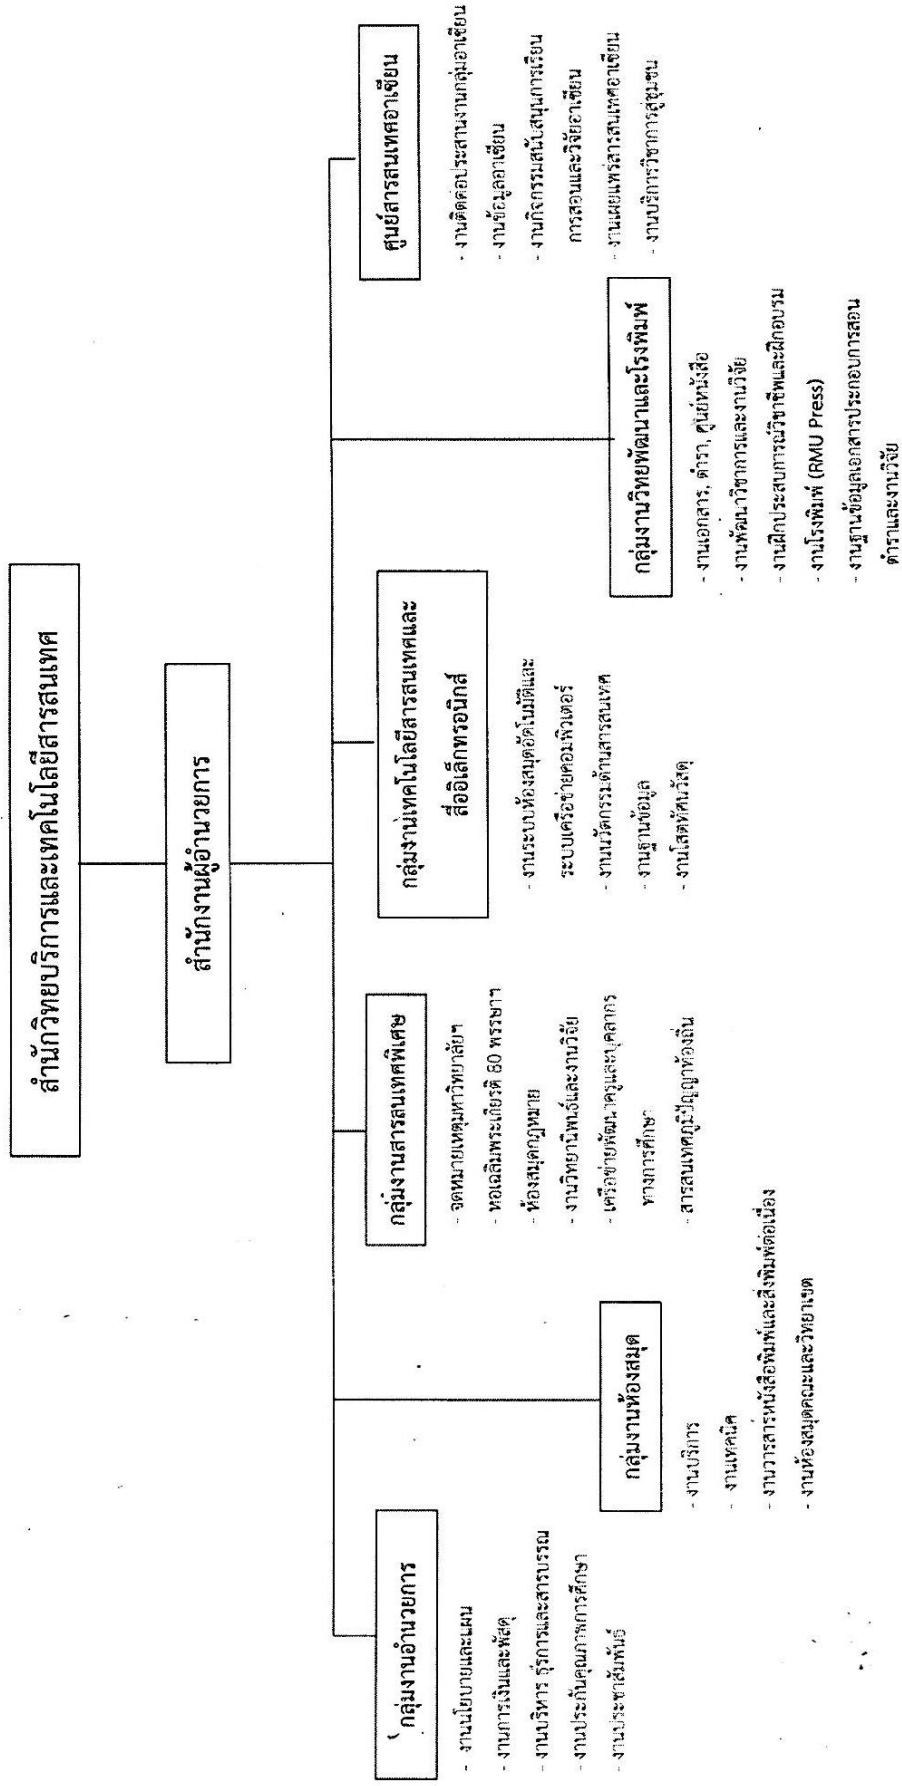 สำนักวิทยบริการและเทคโนโลยีสารสนเทศ
สำนักงานผู้อำนวยการ
กลุ่มงานอำนวยการ
- งานนโยบายและแผน
- งานการเงินและพัสดุ
- งานบริหาร ธุรการและสารบรรณ
- งานประกันคุณภาพการศึกษา
- งานประชาสัมพันธ์
กลุ่มงานห้องสมุด
- งานบริการ
- งานเทคนิค
- งานวารสารหนังสือพิมพ์และสิ่งพิมพ์ต่อเนื่อง
- งานห้องสมุดคณะและวิทยาเขต
กลุ่มงานสารสนเทศพิเศษ
- จดหมายเหตุมหาวิทยาลัยฯ
- หอเฉลิมพระเกียรติ 80 พรรษาฯ
- ห้องสมุดกฎหมาย
- งานวิทยานิพนธ์และงานวิจัย
- เครือข่ายพัฒนาครูและบุคลากร
ทางการศึกษา
- สารสนเทศภูมิปัญญาท้องถิ่น
กลุ่มงานเทคโนโลยีสารสนเทศและ
สื่ออิเล็กทรอนิกส์
- งานระบบห้องสมุดอัตโนมัติและ
ระบบเครือข่ายคอมพิวเตอร์
- งานนวัตกรรมด้านสารสนเทศ
- งานฐานข้อมูล
- งานโสตทัศนวัสดุ
กลุ่มงานวิทยพัฒนาและโรงพิมพ์
- งานเอกสาร, ตำรา, ศูนย์หนังสือ
- งานพัฒนาวิชาการและงานวิจัย
- งานฝึกประสบการณ์วิชาชีพและฝึกอบรม
- งานโรงพิมพ์ (RMU Press)
- งานฐานข้อมูลเอกสารประกอบการสอน
ตำราและงานวิจัย
ศูนย์สารสนเทศอาเซียน
- งานติดต่อประสานงานกลุ่มอาเซียน
- งานข้อมูลอาเซียน
- งานกิจกรรมสนับสนุนการเรียน
การสอนและวิจัยอาเซียน
- งานเผยแพร่สารสนเทศอาเซียน
- งานบริการวิชาการสู่ชุมชน